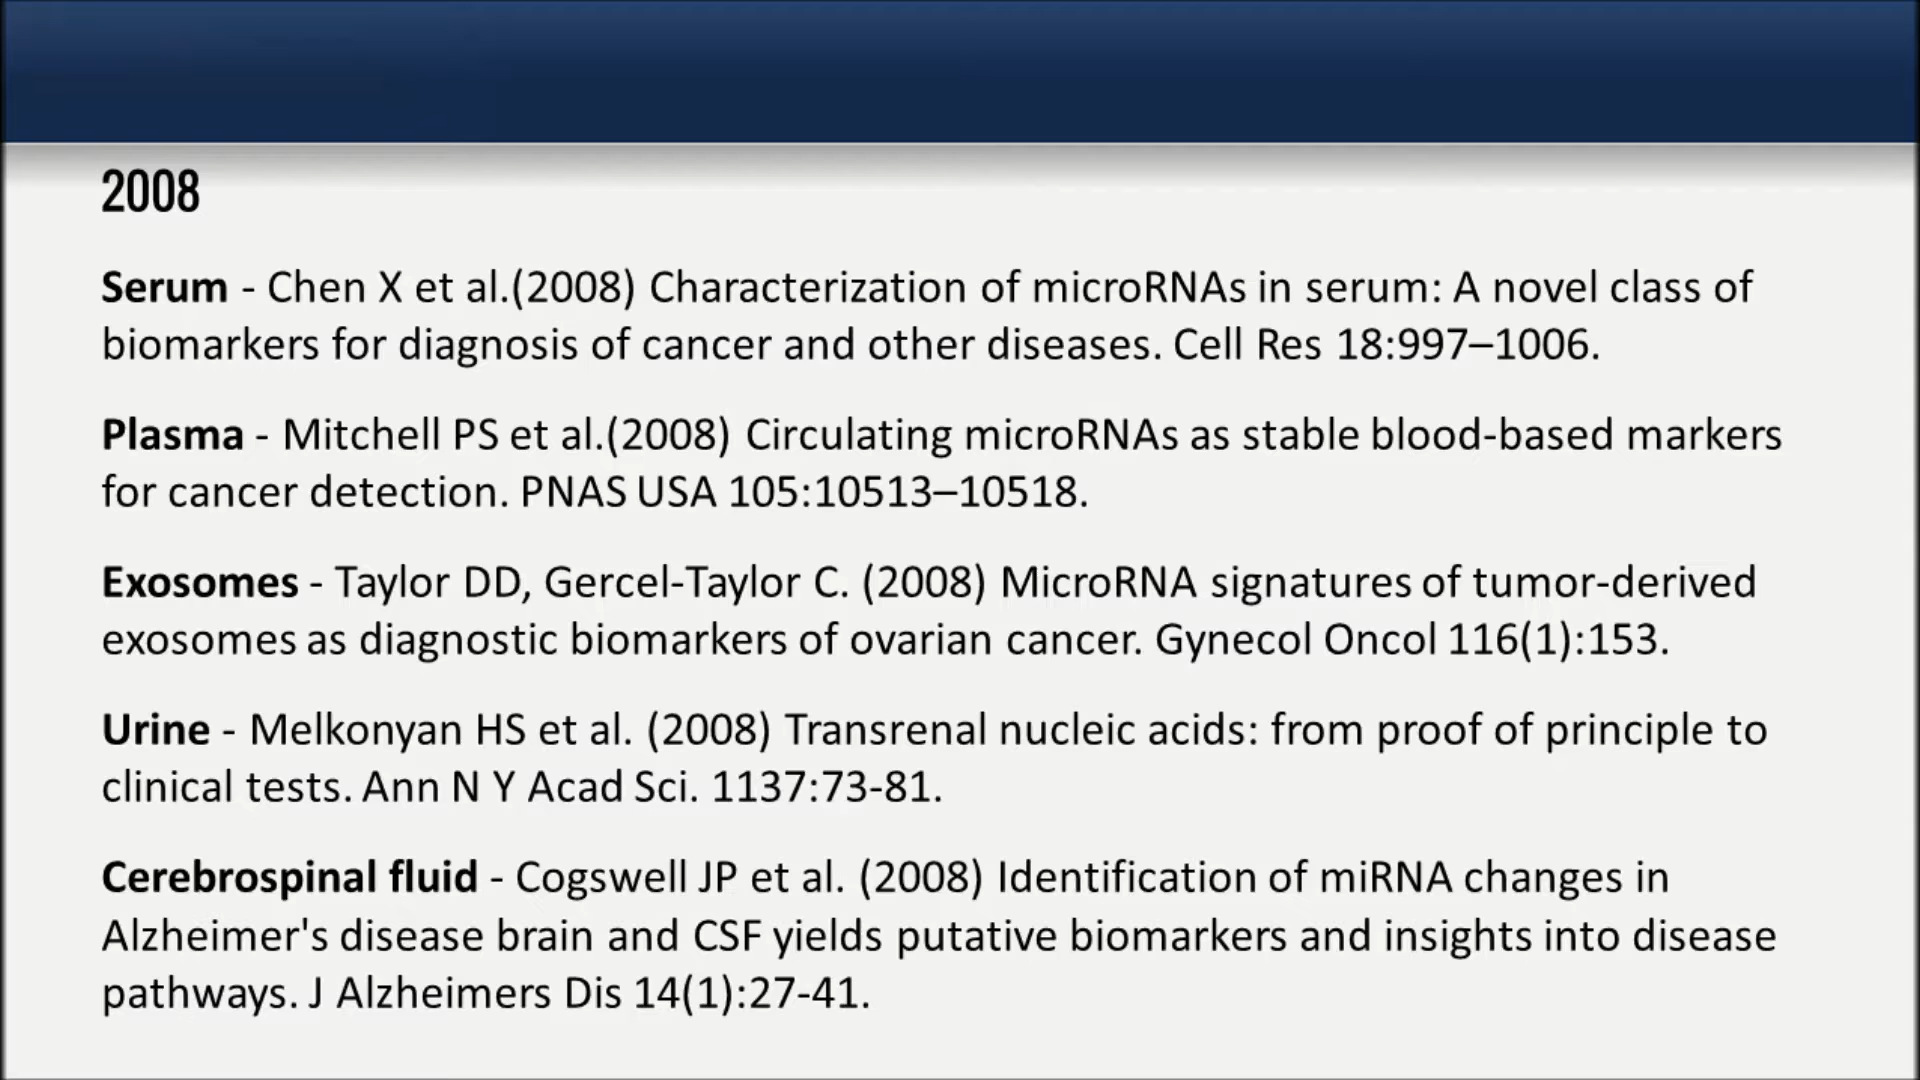 2008
Serum - Chen X et al.(2008) Characterization of microRNAs in serum: A novel class of
biomarkers for diagnosis of cancer and other diseases. Cell Res 18:997–1006.
Plasma - Mitchell PS et al.(2008) Circulating microRNAs as stable blood-based markers
for cancer detection. PNAS USA 105:10513–10518.
Exosomes - Taylor DD, Gercel-Taylor C. (2008) MicroRNA signatures of tumor-derived
exosomes as diagnostic biomarkers of ovarian cancer. Gynecol Oncol 116(1):153.
Urine - Melkonyan HS et al. (2008) Transrenal nucleic acids: from proof of principle to
clinical tests. Ann N Y Acad Sci. 1137:73-81.
Cerebrospinal fluid - Cogswell JP et al. (2008) Identification of miRNA changes in
Alzheimer's disease brain and CSF yields putative biomarkers and insights into disease
pathways. J Alzheimers Dis 14(1):27-41.